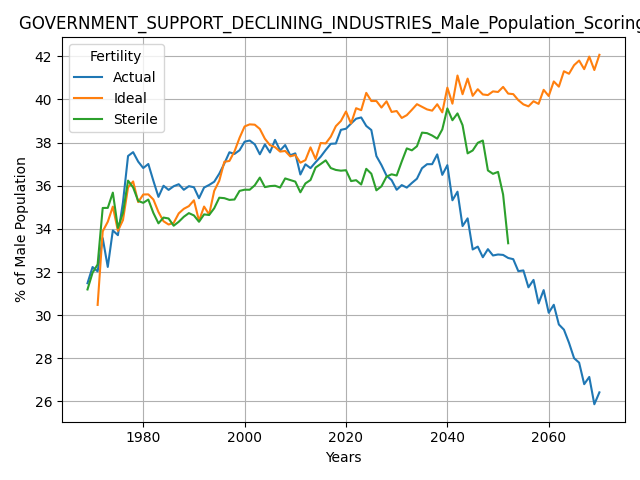 GOVERNMENT_SUPPORT_DECLINING_INDUSTRIES_Male_Population_Scoring
Fertility
Actual
Ideal
Sterile
% of Male Population
42
40
38
36
34
32
30
28
26
1980
2000
2020
2040
2060
Years